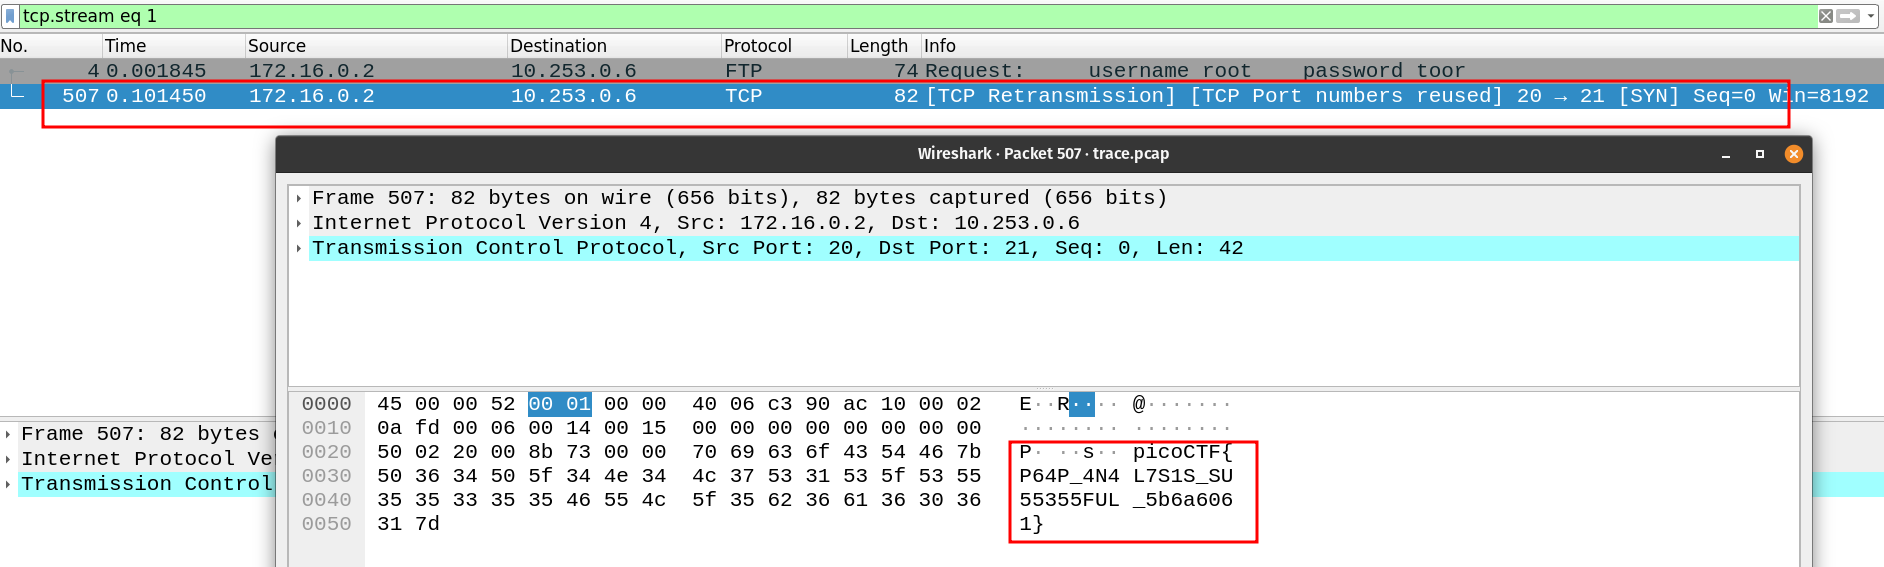 tcp.stream eq 1
No. Time Source Destination Protocol Length Info
4 0.001845 172.16.0.2 10.253.0.6 FTP 74 Request: username root password toor
507 0.101450 172.16.0.2 10.253.0.6 TCP 82 [TCP Retransmission] [TCP Port numbers reused] 20 → 21 [SYN] Seq=0 Win=8192
Wireshark · Packet 507 · trace.pcap
Frame 507: 82 bytes on wire (656 bits), 82 bytes captured (656 bits)
Internet Protocol Version 4, Src: 172.16.0.2, Dst: 10.253.0.6
Transmission Control Protocol, Src Port: 20, Dst Port: 21, Seq: 0, Len: 42
0000 45 00 00 52 00 01 00 00 40 06 c3 90 ac 10 00 02 E··R···· @·······
0010 0a fd 00 06 00 14 00 15 00 00 00 00 00 00 00 00 ········ ········
0020 50 02 20 00 8b 73 00 00 70 69 63 6f 43 54 46 7b P· ··s·· picoCTF{
0030 50 36 34 50 5f 34 4e 34 4c 37 53 31 53 5f 53 55 P64P_4N4 L7S1S_SU
0040 35 35 33 35 35 46 55 4c 5f 35 62 36 61 36 30 36 55355FUL _5b6a606
0050 31 7d 1}
Frame 507: 82 bytes
Internet Protocol Ve
Transmission Control